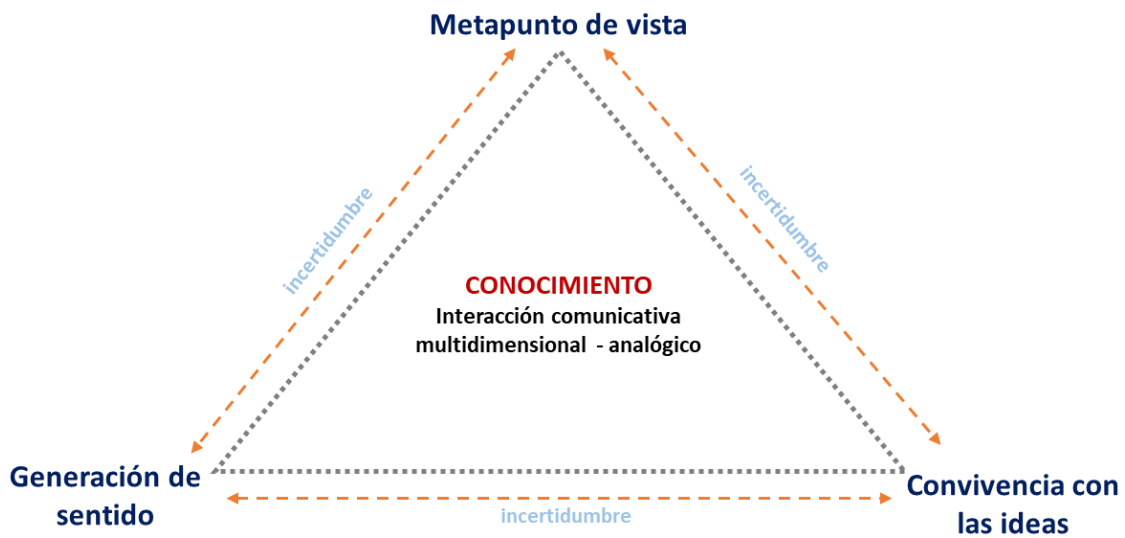 Metapunto de vista
incertidumbre
incertidumbre
CONOCIMIENTO
Interacción comunicativa
multidimensional - analógico
Generación de
sentido
Convivencia con
las ideas
incertidumbre